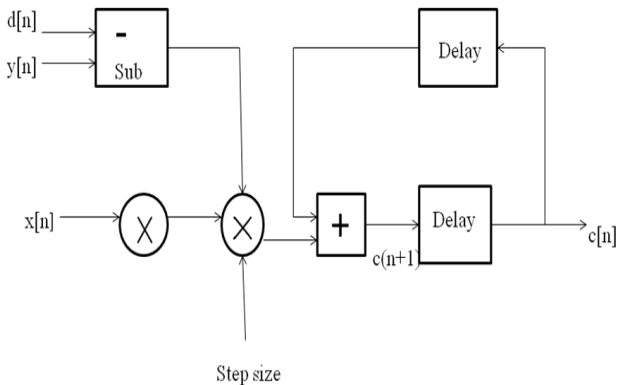 d[n]
y[n]
-
Sub
Delay
x[n]
X
X
+
Delay
c(n+1)
c[n]
Step size